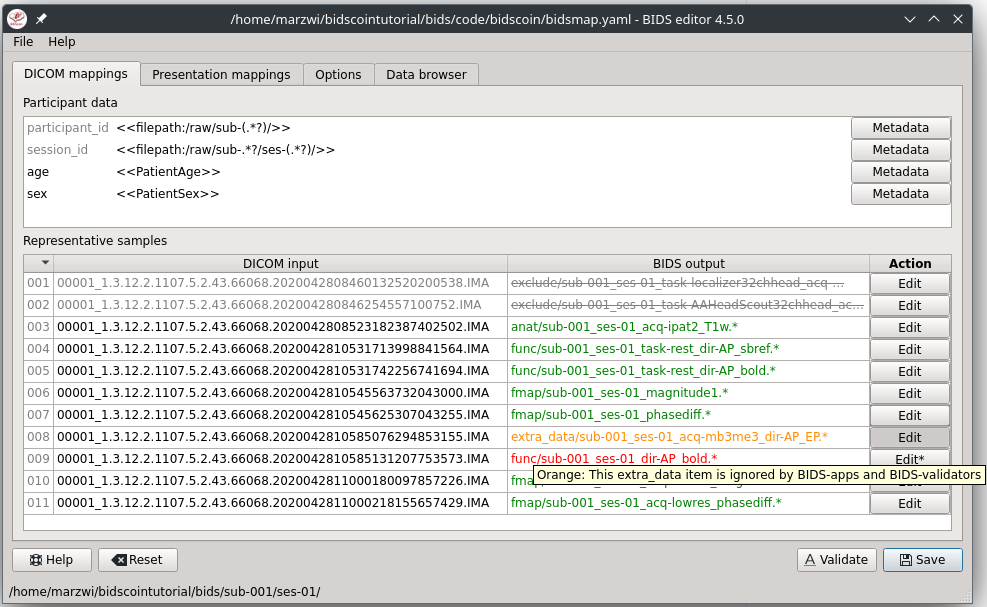 /home/marzwi/bidscointutorial/bids/code/bidscoin/bidsmap.yaml - BIDS editor 4.5.0
File Help
DICOM mappings Presentation mappings Options Data browser
Participant data
participant_id <<filepath:/raw/sub-(.*?)/>> Metadata
session_id <<filepath:/raw/sub-.*?/ses-(.*?)/>> Metadata
age <<PatientAge>> Metadata
sex <<PatientSex>> Metadata
Representative samples
DICOM input BIDS output Action
001 00001_1.3.12.2.1107.5.2.43.66068.2020042808460132520200538.IMA exclude/sub-001_ses-01_task-localizer32chhead_acq-... Edit
002 00001_1.3.12.2.1107.5.2.43.66068.202004280846254557100752.IMA exclude/sub-001_ses-01_task-AAHeadScout32chhead_ac... Edit
003 00001_1.3.12.2.1107.5.2.43.66068.2020042808523182387402502.IMA anat/sub-001_ses-01_acq-ipat2_T1w.* Edit
004 00001_1.3.12.2.1107.5.2.43.66068.2020042810531713998841564.IMA func/sub-001_ses-01_task-rest_dir-AP_sbref.* Edit
005 00001_1.3.12.2.1107.5.2.43.66068.2020042810531742256741694.IMA func/sub-001_ses-01_task-rest_dir-AP_bold.* Edit
006 00001_1.3.12.2.1107.5.2.43.66068.2020042810545563732043000.IMA fmap/sub-001_ses-01_magnitude1.* Edit
007 00001_1.3.12.2.1107.5.2.43.66068.2020042810545625307043255.IMA fmap/sub-001_ses-01_phasediff.* Edit
008 00001_1.3.12.2.1107.5.2.43.66068.2020042810585076294853155.IMA extra_data/sub-001_ses-01_acq-mb3me3_dir-AP_EP.* Edit
009 00001_1.3.12.2.1107.5.2.43.66068.2020042810585131207753573.IMA func/sub-001_ses-01_dir-AP_bold.* Edit*
Orange: This extra_data item is ignored by BIDS-apps and BIDS-validators
010 00001_1.3.12.2.1107.5.2.43.66068.2020042811000180097857226.IMA
011 00001_1.3.12.2.1107.5.2.43.66068.2020042811000218155657429.IMA fmap/sub-001_ses-01_acq-lowres_phasediff.* Edit
Help Reset Validate Save
/home/marzwi/bidscointutorial/bids/sub-001/ses-01/